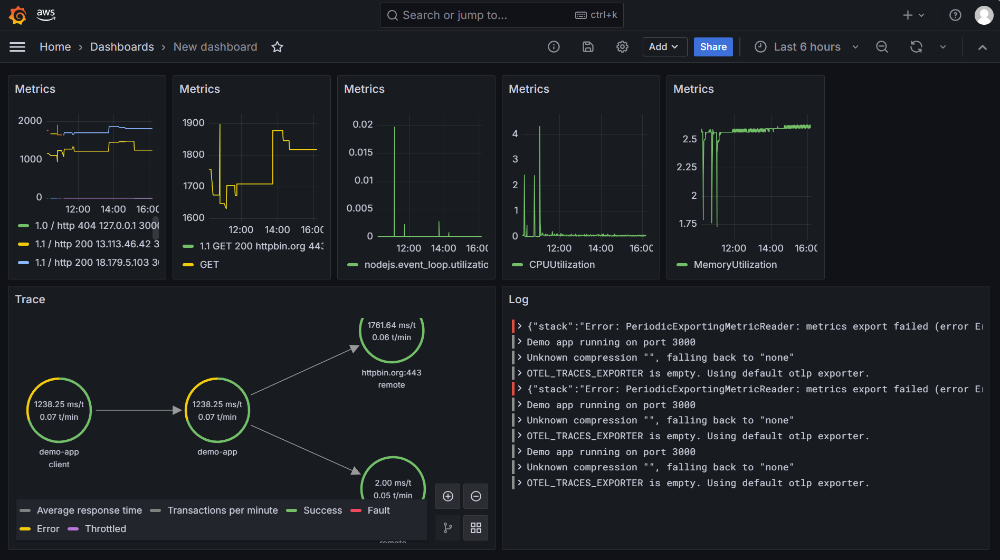 aws
Search or jump to...
ctrl+k
Home › Dashboards › New dashboard
Add
Share
Last 6 hours
Metrics
2000
1000
0
12:00 14:00 16:00
1.0 / http 404 127.0.0.1 300
1.1 / http 200 13.113.46.42 3
1.1 / http 200 18.179.5.103 3
Metrics
1900
1800
1700
1600
12:00 14:00 16:00
1.1 GET 200 httpbin.org 443
GET
Metrics
0.02
0.015
0.01
0.005
0
12:00 14:00 16:00
nodejs.event_loop.utilizatio
Metrics
4
3
2
1
0
12:00 14:00 16:00
CPUUtilization
Metrics
2.5
2.25
2
1.75
12:00 14:00 16:00
MemoryUtilization
Trace
1761.64 ms/t
0.06 t/min
httpbin.org:443
remote
1238.25 ms/t
0.07 t/min
demo-app
client
1238.25 ms/t
0.07 t/min
demo-app
2.00 ms/t
0.05 t/min
Average response time Transactions per minute Success Fault
Error Throttled
remote
Log
{"stack":"Error: PeriodicExportingMetricReader: metrics export failed (error E
Demo app running on port 3000
Unknown compression "", falling back to "none"
OTEL_TRACES_EXPORTER is empty. Using default otlp exporter.
{"stack":"Error: PeriodicExportingMetricReader: metrics export failed (error E
Demo app running on port 3000
Unknown compression "", falling back to "none"
OTEL_TRACES_EXPORTER is empty. Using default otlp exporter.
Demo app running on port 3000
Unknown compression "", falling back to "none"
OTEL_TRACES_EXPORTER is empty. Using default otlp exporter.